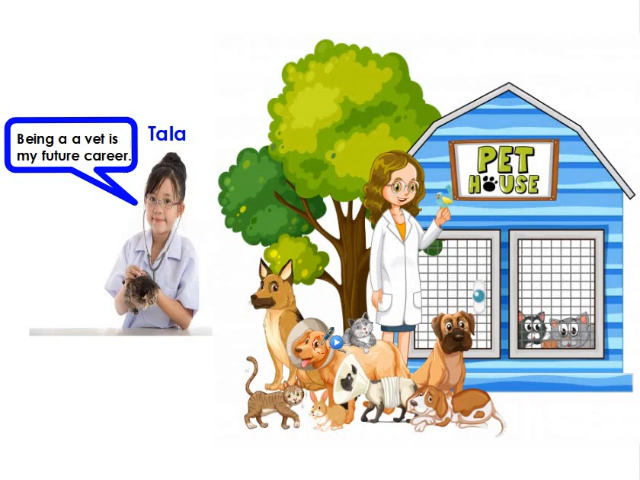 Being a a vet is
my future career.
Tala
PET
HOUSE